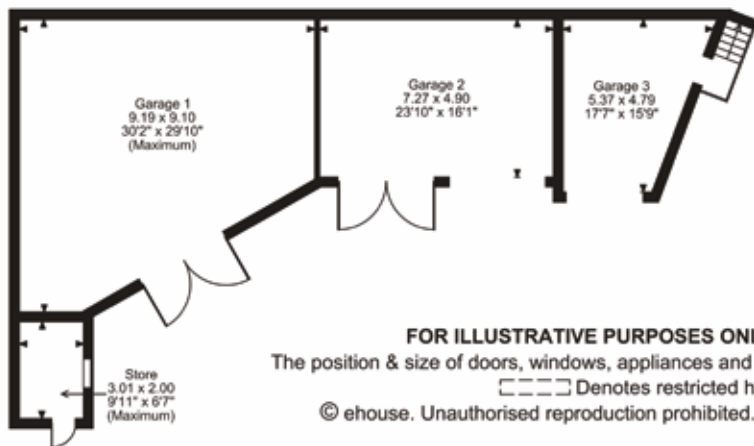 Garage 1
9.19 x 9.10
30'2" x 29'10"
(Maximum)
Garage 2
7.27 x 4.90
23'10" x 16'1"
Garage 3
5.37 x 4.79
17'7" x 15'9"
Store
3.01 x 2.00
9'11" x 6'7"
(Maximum)
FOR ILLUSTRATIVE PURPOSES ONL
The position & size of doors, windows, appliances and
Denotes restricted h
© ehouse. Unauthorised reproduction prohibited.